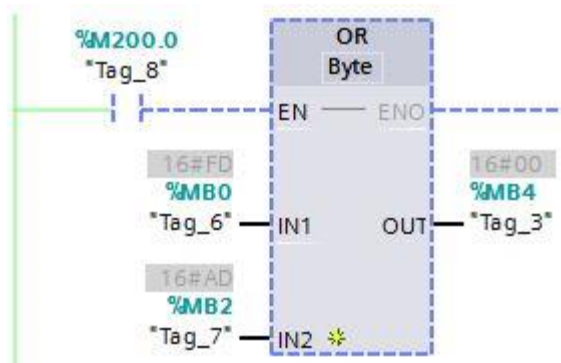 %M200.0
"Tag_8"
OR
Byte
EN
ENO
16#FD
%MB0
"Tag_6"
IN1
16#00
%MB4
OUT
"Tag_3"
16#AD
%MB2
"Tag_7"
IN2